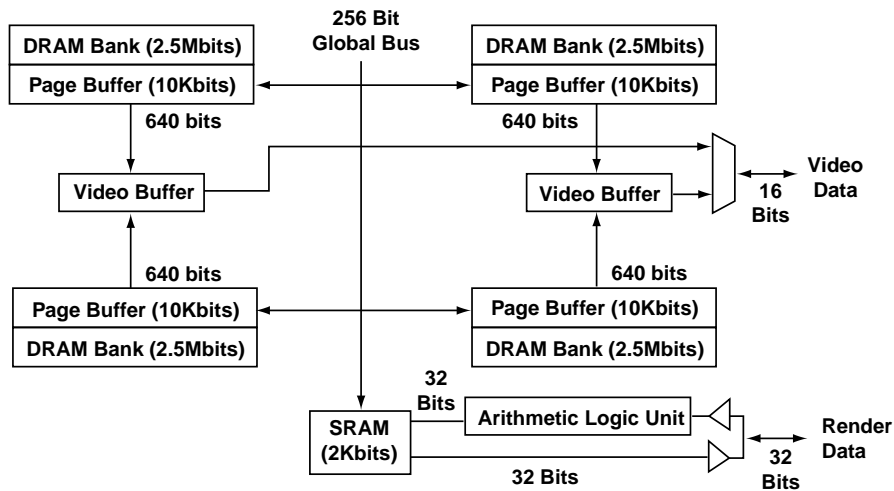 256 Bit
Global Bus
DRAM Bank (2.5Mbits)
Page Buffer (10Kbits)
640 bits
DRAM Bank (2.5Mbits)
Page Buffer (10Kbits)
640 bits
Video Buffer
Video Buffer
16
Bits
Video
Data
640 bits
Page Buffer (10Kbits)
DRAM Bank (2.5Mbits)
640 bits
Page Buffer (10Kbits)
DRAM Bank (2.5Mbits)
32
Bits
SRAM
(2Kbits)
Arithmetic Logic Unit
32 Bits
32
Bits
Render
Data